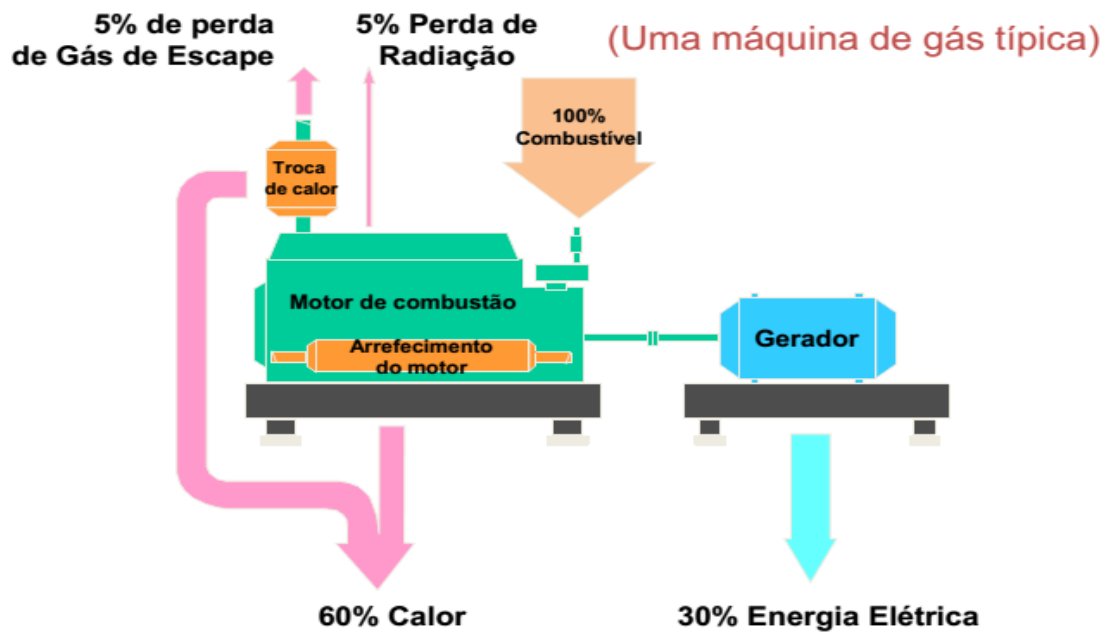 5% de perda
de Gás de Escape
5% Perda de
Radiação
(Uma máquina de gás típica)
100%
Combustível
Troca
de calor
Motor de combustão
Arrefecimento
do motor
Gerador
60% Calor
30% Energia Elétrica